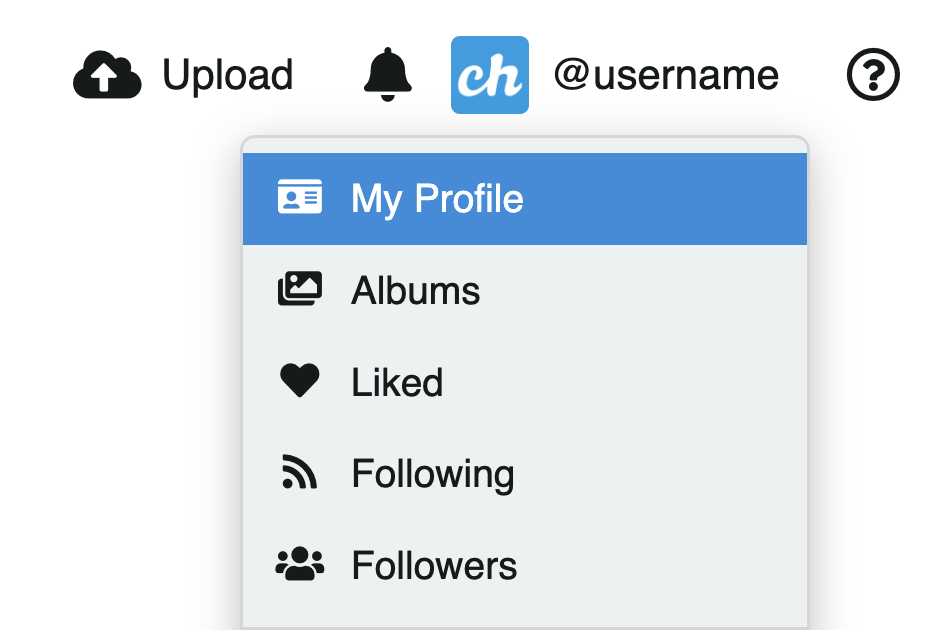 Upload ch @username ?
My Profile
Albums
Liked
Following
Followers